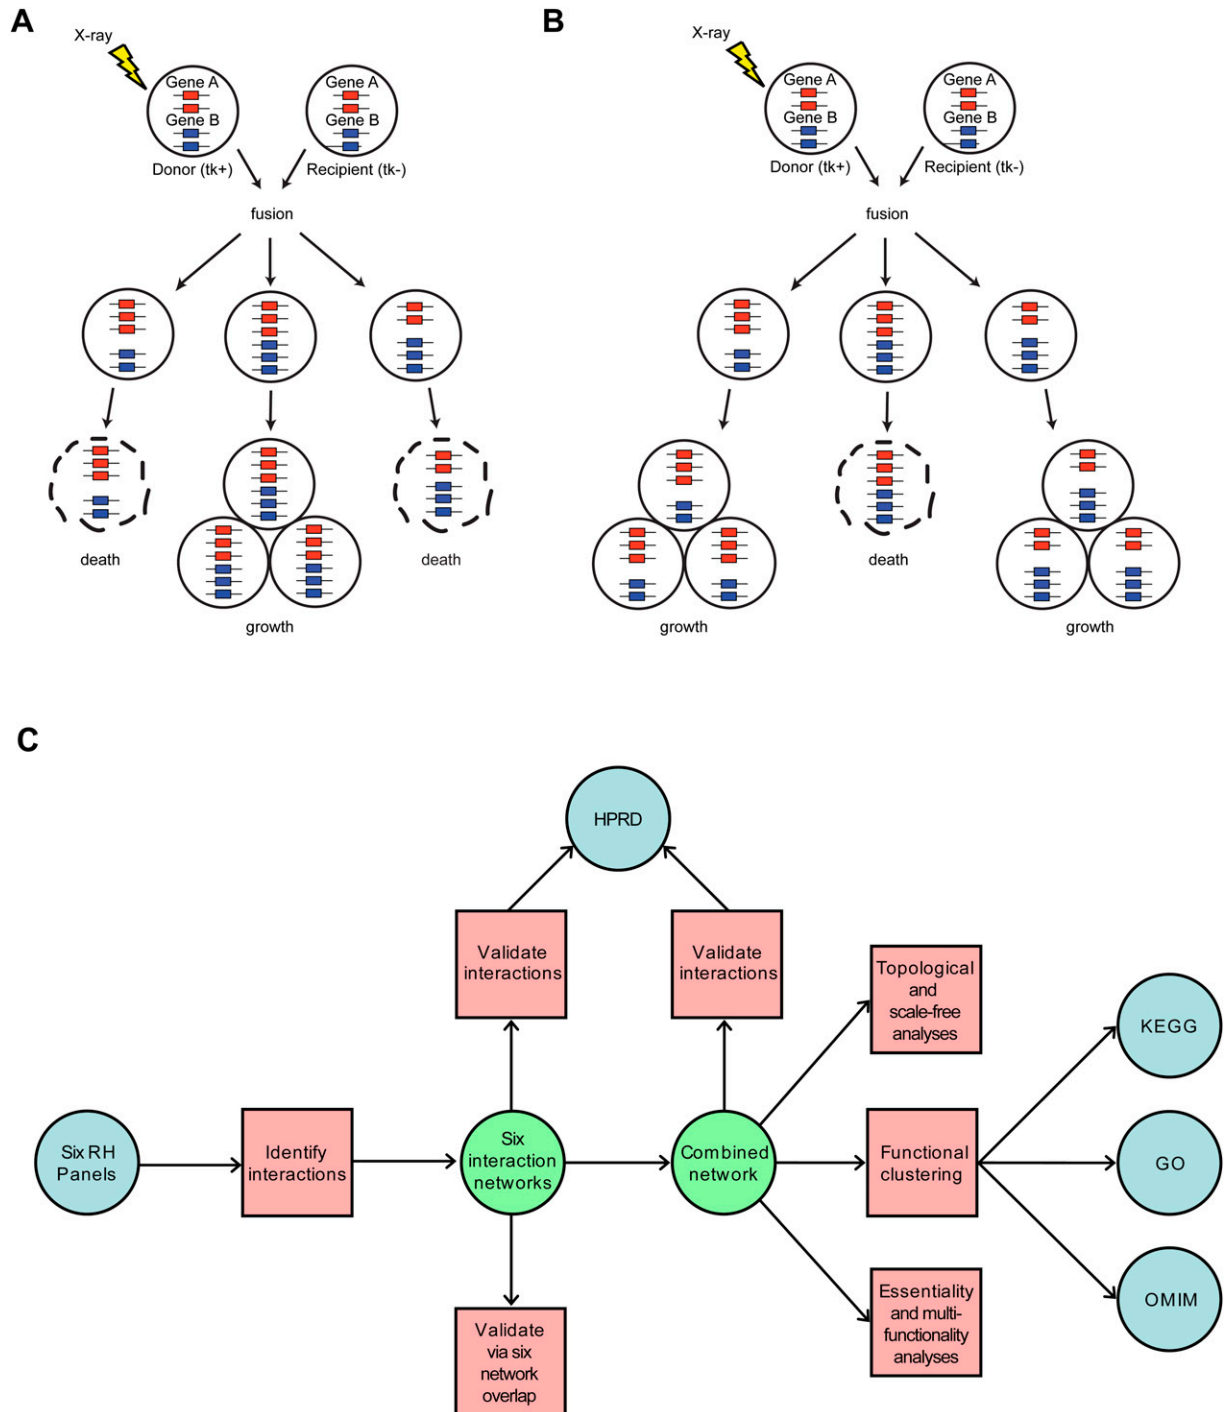 A
X-ray
Gene A
Gene B
Donor (tk+)
Gene A
Gene B
Recipient (tk-)
fusion
death
growth
death
B
X-ray
Gene A
Gene B
Donor (tk+)
Gene A
Gene B
Recipient (tk-)
fusion
growth
death
growth
C
HPRD
Validate
interactions
Validate
interactions
Topological
and
scale-free
analyses
KEGG
Six RH
Panels
Identify
interactions
Six
interaction
networks
Combined
network
Functional
clustering
GO
Validate
via six
network
overlap
Essentiality
and multi-
functionality
analyses
OMIM